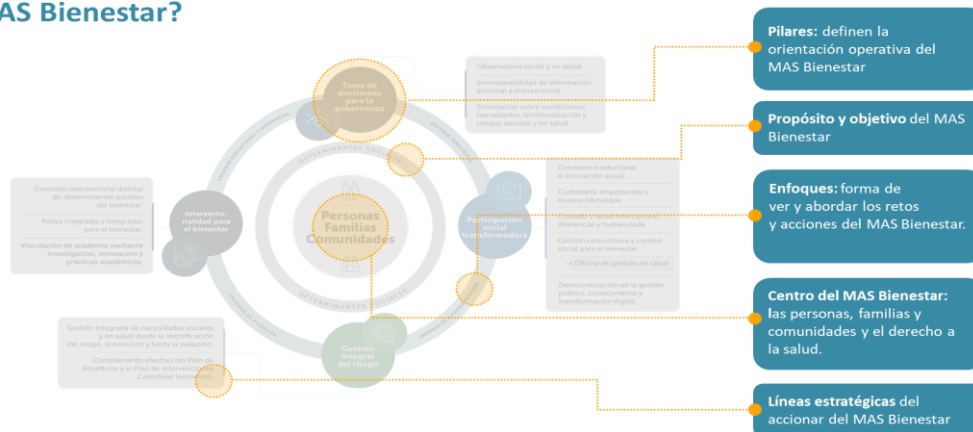 AS Bienestar?
Toma de
decisiones
para la
gobernanza
Observatorio social y en salud.
Interoperabilidad de información
sectorial e intersectorial.
Orientación sobre condiciones,
necesidades, territorialización y
riesgos sociales y en salud.
DETERMINANTES SOCIALES
Personas
Familias
Comunidades
DETERMINANTES SOCIALES
Comisión intersectorial distrital
de determinantes sociales
del bienestar.
Redes integrales e integradas
para el bienestar.
Vinculación de academia mediante
investigación, innovación y
prácticas académicas.
Intersecto-
rialidad para
el bienestar
Participación
social
transformadora
Cohesión institucional
e innovación social.
Ciudadanía empoderada y
nuevos liderazgos.
diferencial y humanizado.
Gestión comunitaria y control
social para el bienestar.
Oficina de gestión en salud
Democratización en la gestión
pública, conocimiento y
transformación digital.
Gestión integrada de necesidades sociales
y en salud desde la identificación
del riesgo, prevención y hasta la paliación.
Complemento efectivo del Plan de
Beneficios y el Plan de Intervenciones
Colectivas
Gestión
integral
del riesgo
Pilares: definen la
orientación operativa del
MAS Bienestar
Propósito y objetivo del MAS
Bienestar
Enfoques: forma de
ver y abordar los retos
y acciones del MAS Bienestar.
Centro del MAS Bienestar:
las personas, familias y
comunidades y el derecho a
la salud.
Líneas estratégicas del
accionar del MAS Bienestar